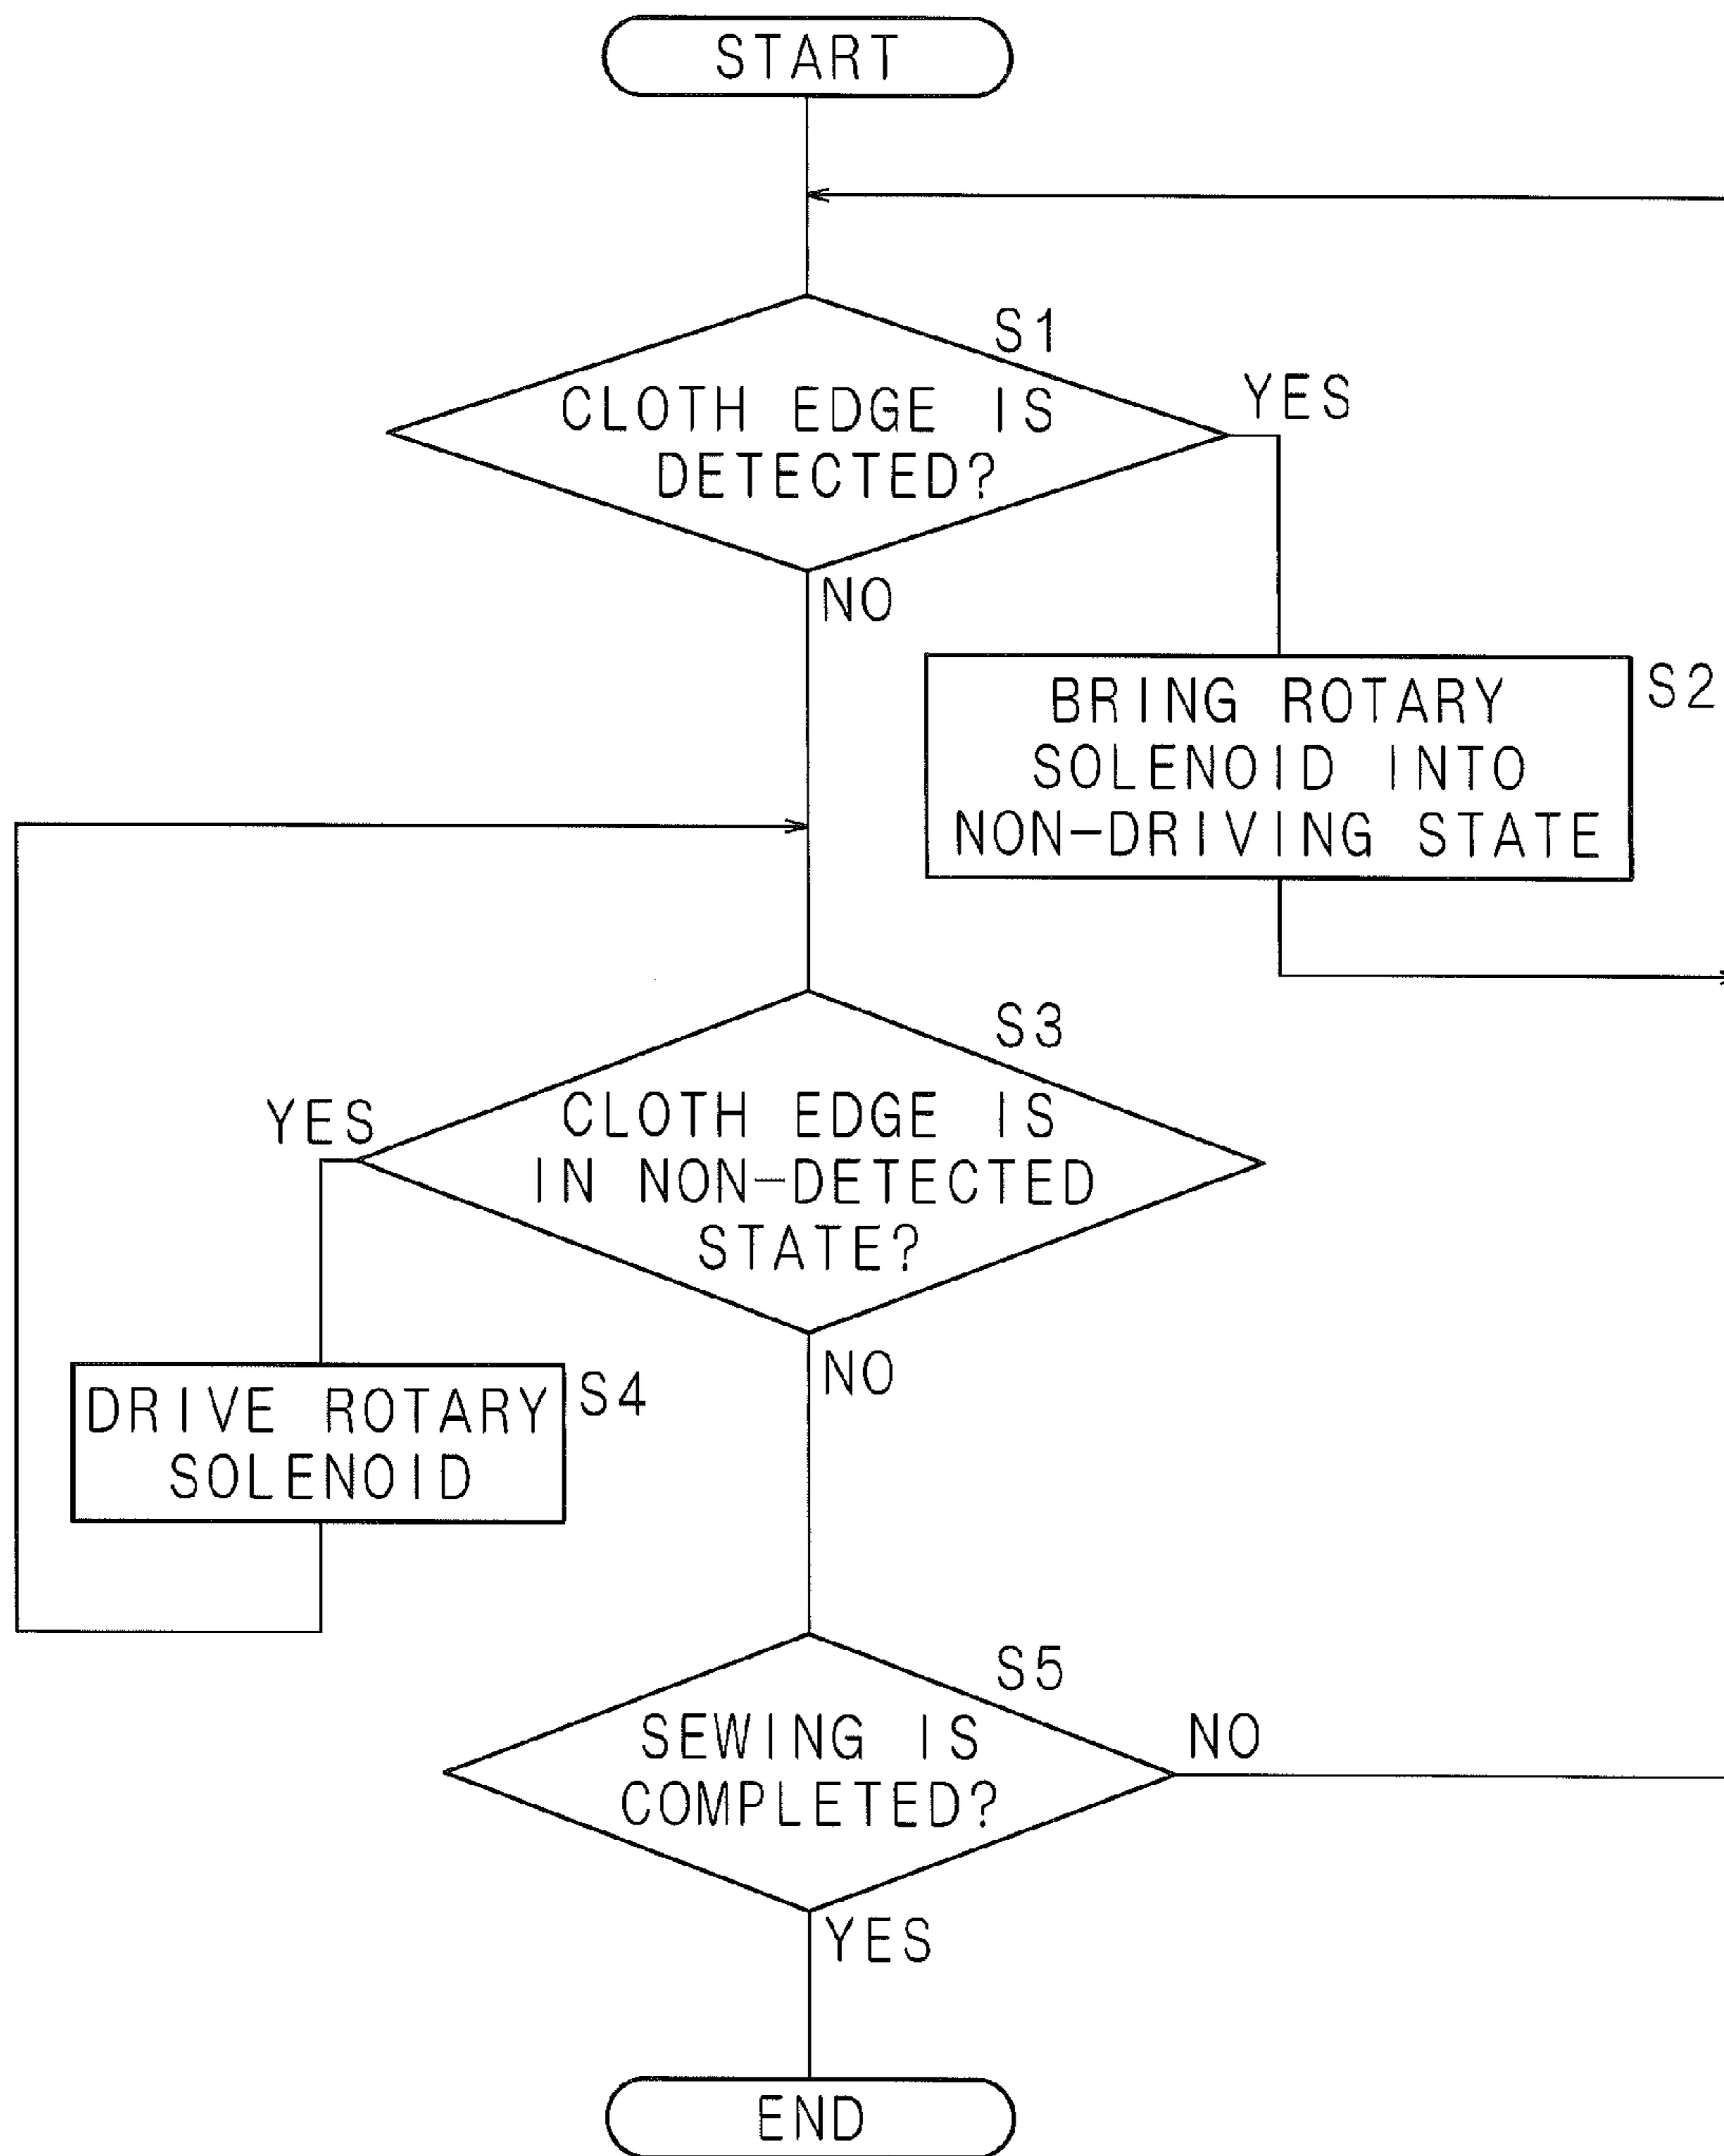 START
S1
CLOTH EDGE IS
DETECTED?
YES
NO
BRING ROTARY
SOLENOID INTO
NON-DRIVING STATE
S2
S3
CLOTH EDGE IS
IN NON-DETECTED
STATE?
YES
NO
DRIVE ROTARY
SOLENOID
S4
S5
SEWING IS
COMPLETED?
NO
YES
END